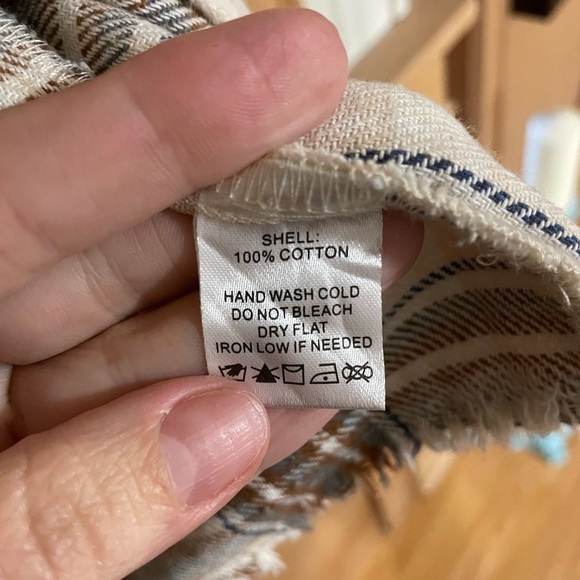 SHELL:
100% COTTON
HAND WASH COLD
DO NOT BLEACH
DRY FLAT
IRON LOW IF NEEDED